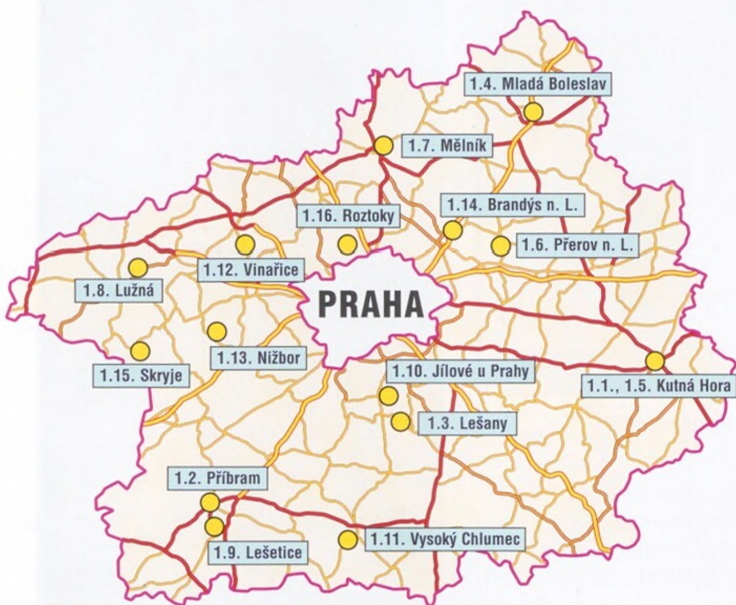 1.4. Mladá Boleslav
1.7. Mělník
1.14. Brandýs n. L.
1.16. Roztoky
1.6. Přerov n. L.
1.12. Vinařice
1.8. Lužná
PRAHA
1.13. Nižbor
1.15. Skryje
1.10. Jílové u Prahy
1.1., 1.5. Kutná Hora
1.3. Lešany
1.2. Příbram
1.11. Vysoký Chlumec
1.9. Lešetice